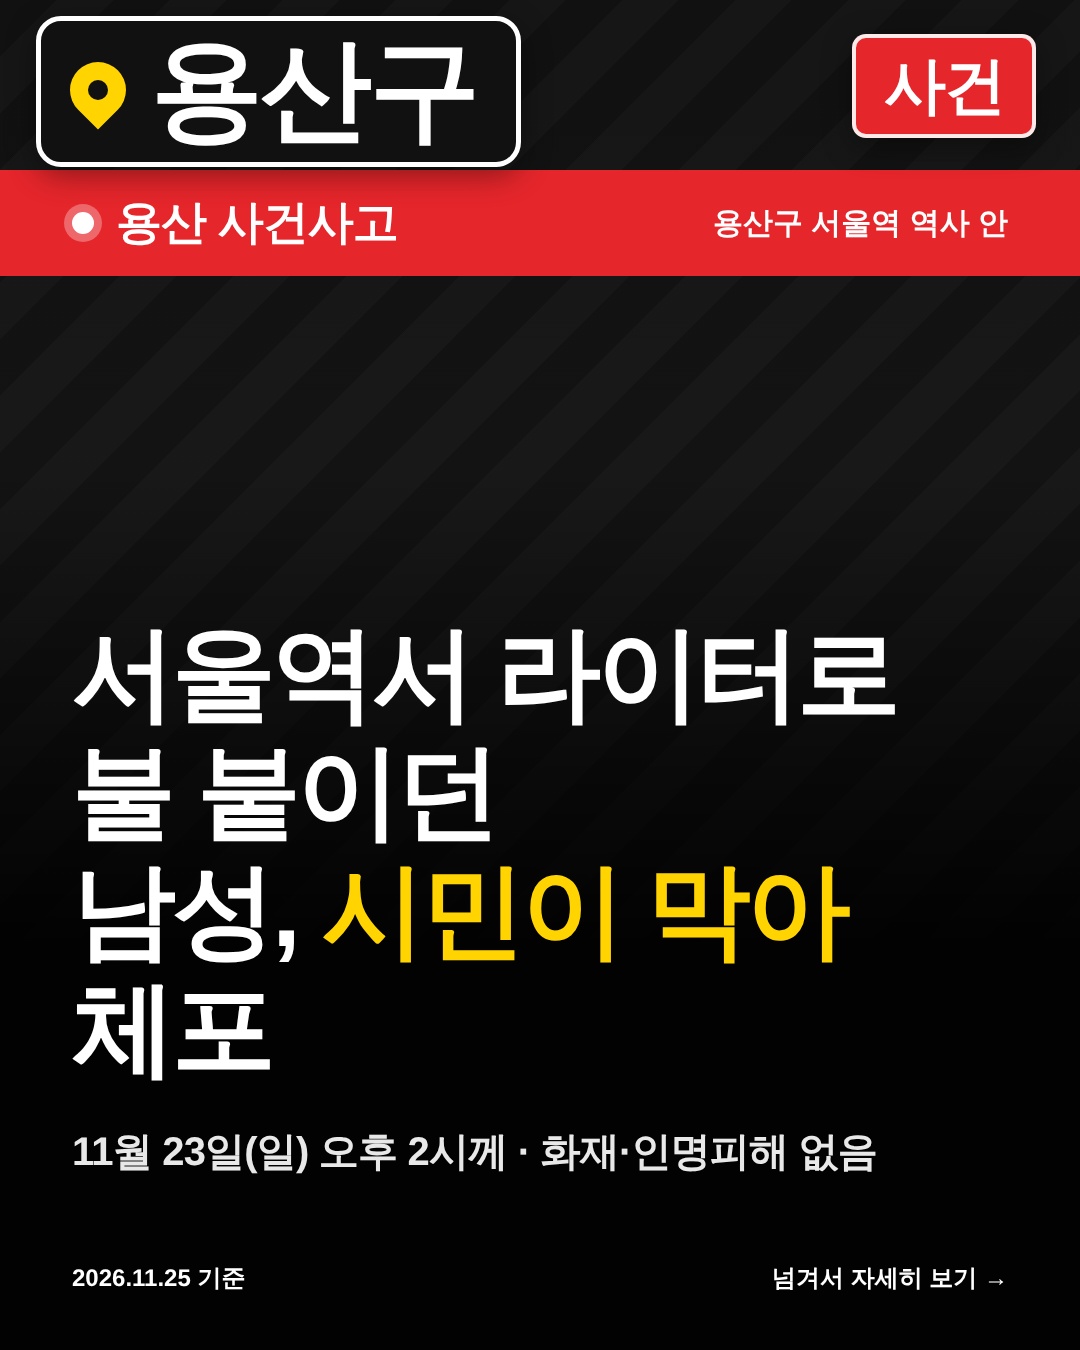 용산구
사건
용산 사건사고
용산구 서울역 역사 안
서울역서 라이터로
불 붙이던
남성, 시민이 막아
체포
11월 23일(일) 오후 2시께 · 화재·인명피해 없음
2026.11.25 기준
넘겨서 자세히 보기 →